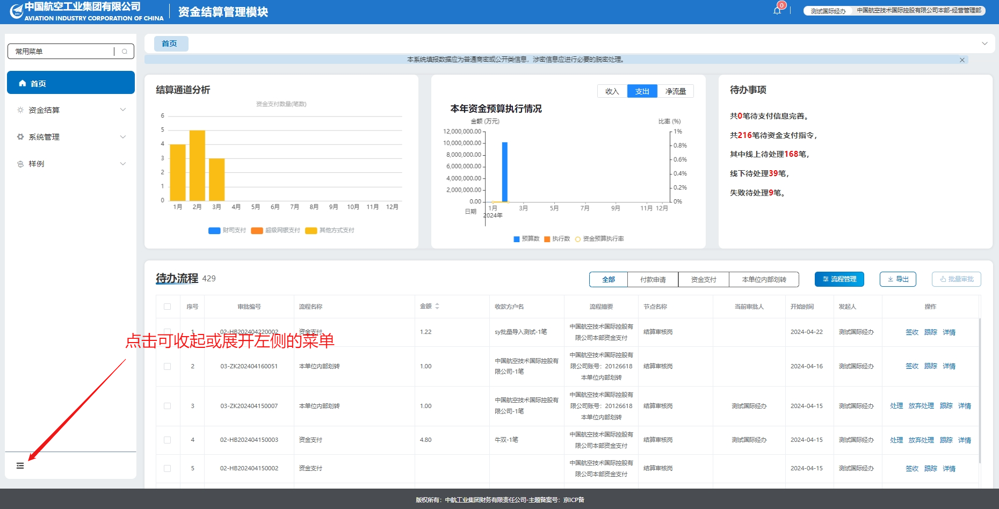 中国航空工业集团有限公司
AVIATION INDUSTRY CORPORATION OF CHINA
资金结算管理模块
0
测试国际经办 中国航空技术国际控股有限公司本部-经营管理部
常用菜单
首页
资金结算
系统管理
样例
首页
本系统填报数据应为普通商密或公开类信息，涉密信息应进行必要的脱密处理。
结算通道分析
资金支付数量(笔数)
6
5
4
3
2
1
0
1月 2月 3月 4月 5月 6月 7月 8月 9月 10月 11月 12月
财司支付 超级网银支付 其他方式支付
收入 支出 净流量
本年资金预算执行情况
金额 (万元) 比率 (%)
12,000,000.00 1%
10,000,000.00 0.8%
8,000,000.00 0.6%
6,000,000.00 0.4%
4,000,000.00 0.2%
2,000,000.00 0%
0.00
日期 1月 3月 5月 7月 9月 11月 12月
2024年
预算数 执行数 资金预算执行率
待办事项
共0笔待支付信息完善。
共216笔待资金支付指令，
其中线上待处理168笔，
线下待处理39笔，
失败待处理9笔。
待办流程 429
全部 付款申请 资金支付 本单位内部划转
流程管理 导出 批量审批
序号 审批编号 流程名称 金额 收款方户名 流程摘要 节点名称 当前审批人 开始时间 发起人 操作
1 02-HB202404220002 资金支付 1.22 sy批量导入测试-1笔 中国航空技术国际控股有
限公司本部资金支付 结算审核岗 2024-04-22 测试国际经办 签收 跟踪 详情
点击可收起或展开左侧的菜单
2 03-ZK202404160051 本单位内部划转 1.00 中国航空技术国际控股有
限公司-1笔 中国航空技术国际控股有
限公司账号：20126618
本单位内部划转 结算审核岗 2024-04-16 测试国际经办 签收 跟踪 详情
3 03-ZK202404150007 本单位内部划转 1.00 中国航空技术国际控股有
限公司-1笔 中国航空技术国际控股有
限公司账号：20126618
本单位内部划转 结算审核岗 测试国际经办 2024-04-15 测试国际经办 处理 放弃处理 跟踪 详情
4 02-HB202404150003 资金支付 4.80 牛双-1笔 中国航空技术国际控股有
限公司本部资金支付 结算审核岗 测试国际经办 2024-04-15 测试国际经办 处理 放弃处理 跟踪 详情
5 02-HB202404150002 资金支付 中国航空技术国际控股有
限公司本部资金支付 结算审核岗 2024-04-15 测试国际经办 签收 跟踪 详情
版权所有：中航工业集团财务有限责任公司-主题备案号：京ICP备